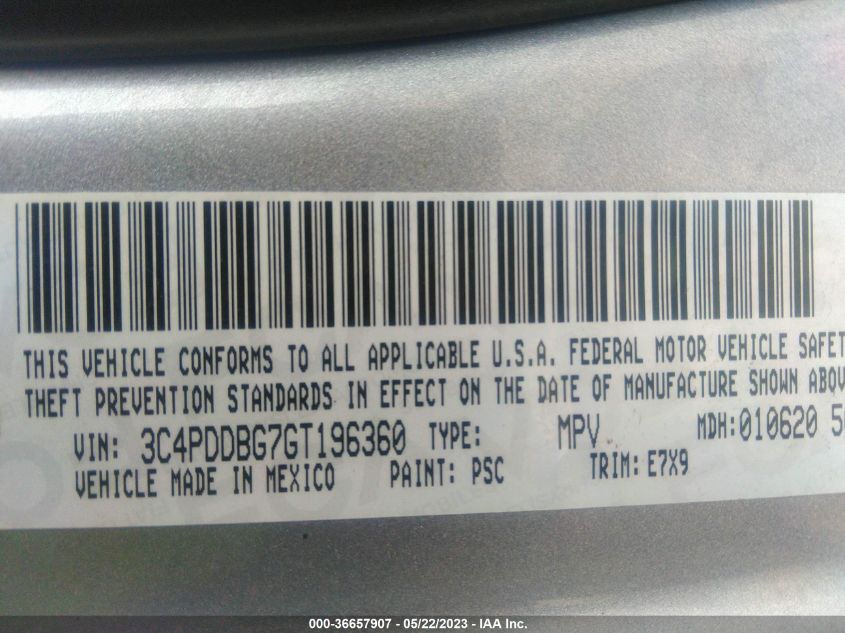 THIS VEHICLE CONFORMS TO ALL APPLICABLE U.S.A. FEDERAL MOTOR VEHICLE SAFET
THEFT PREVENTION STANDARDS IN EFFECT ON THE DATE OF MANUFACTURE SHOWN ABOV
VIN: 3C4PDDBG7GT196360 TYPE: MPV MDH:010620 50
VEHICLE MADE IN MEXICO PAINT: PSC TRIM: E7X9
000-36657907 - 05/22/2023 - IAA Inc.